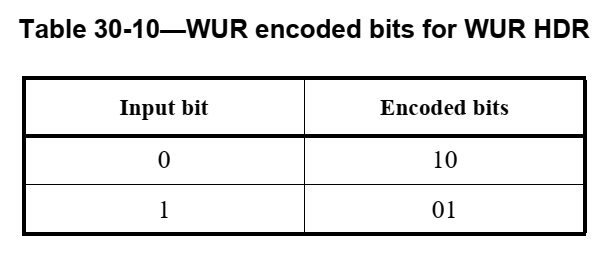 Table 30-10—WUR encoded bits for WUR HDR
Input bit Encoded bits
0 10
1 01